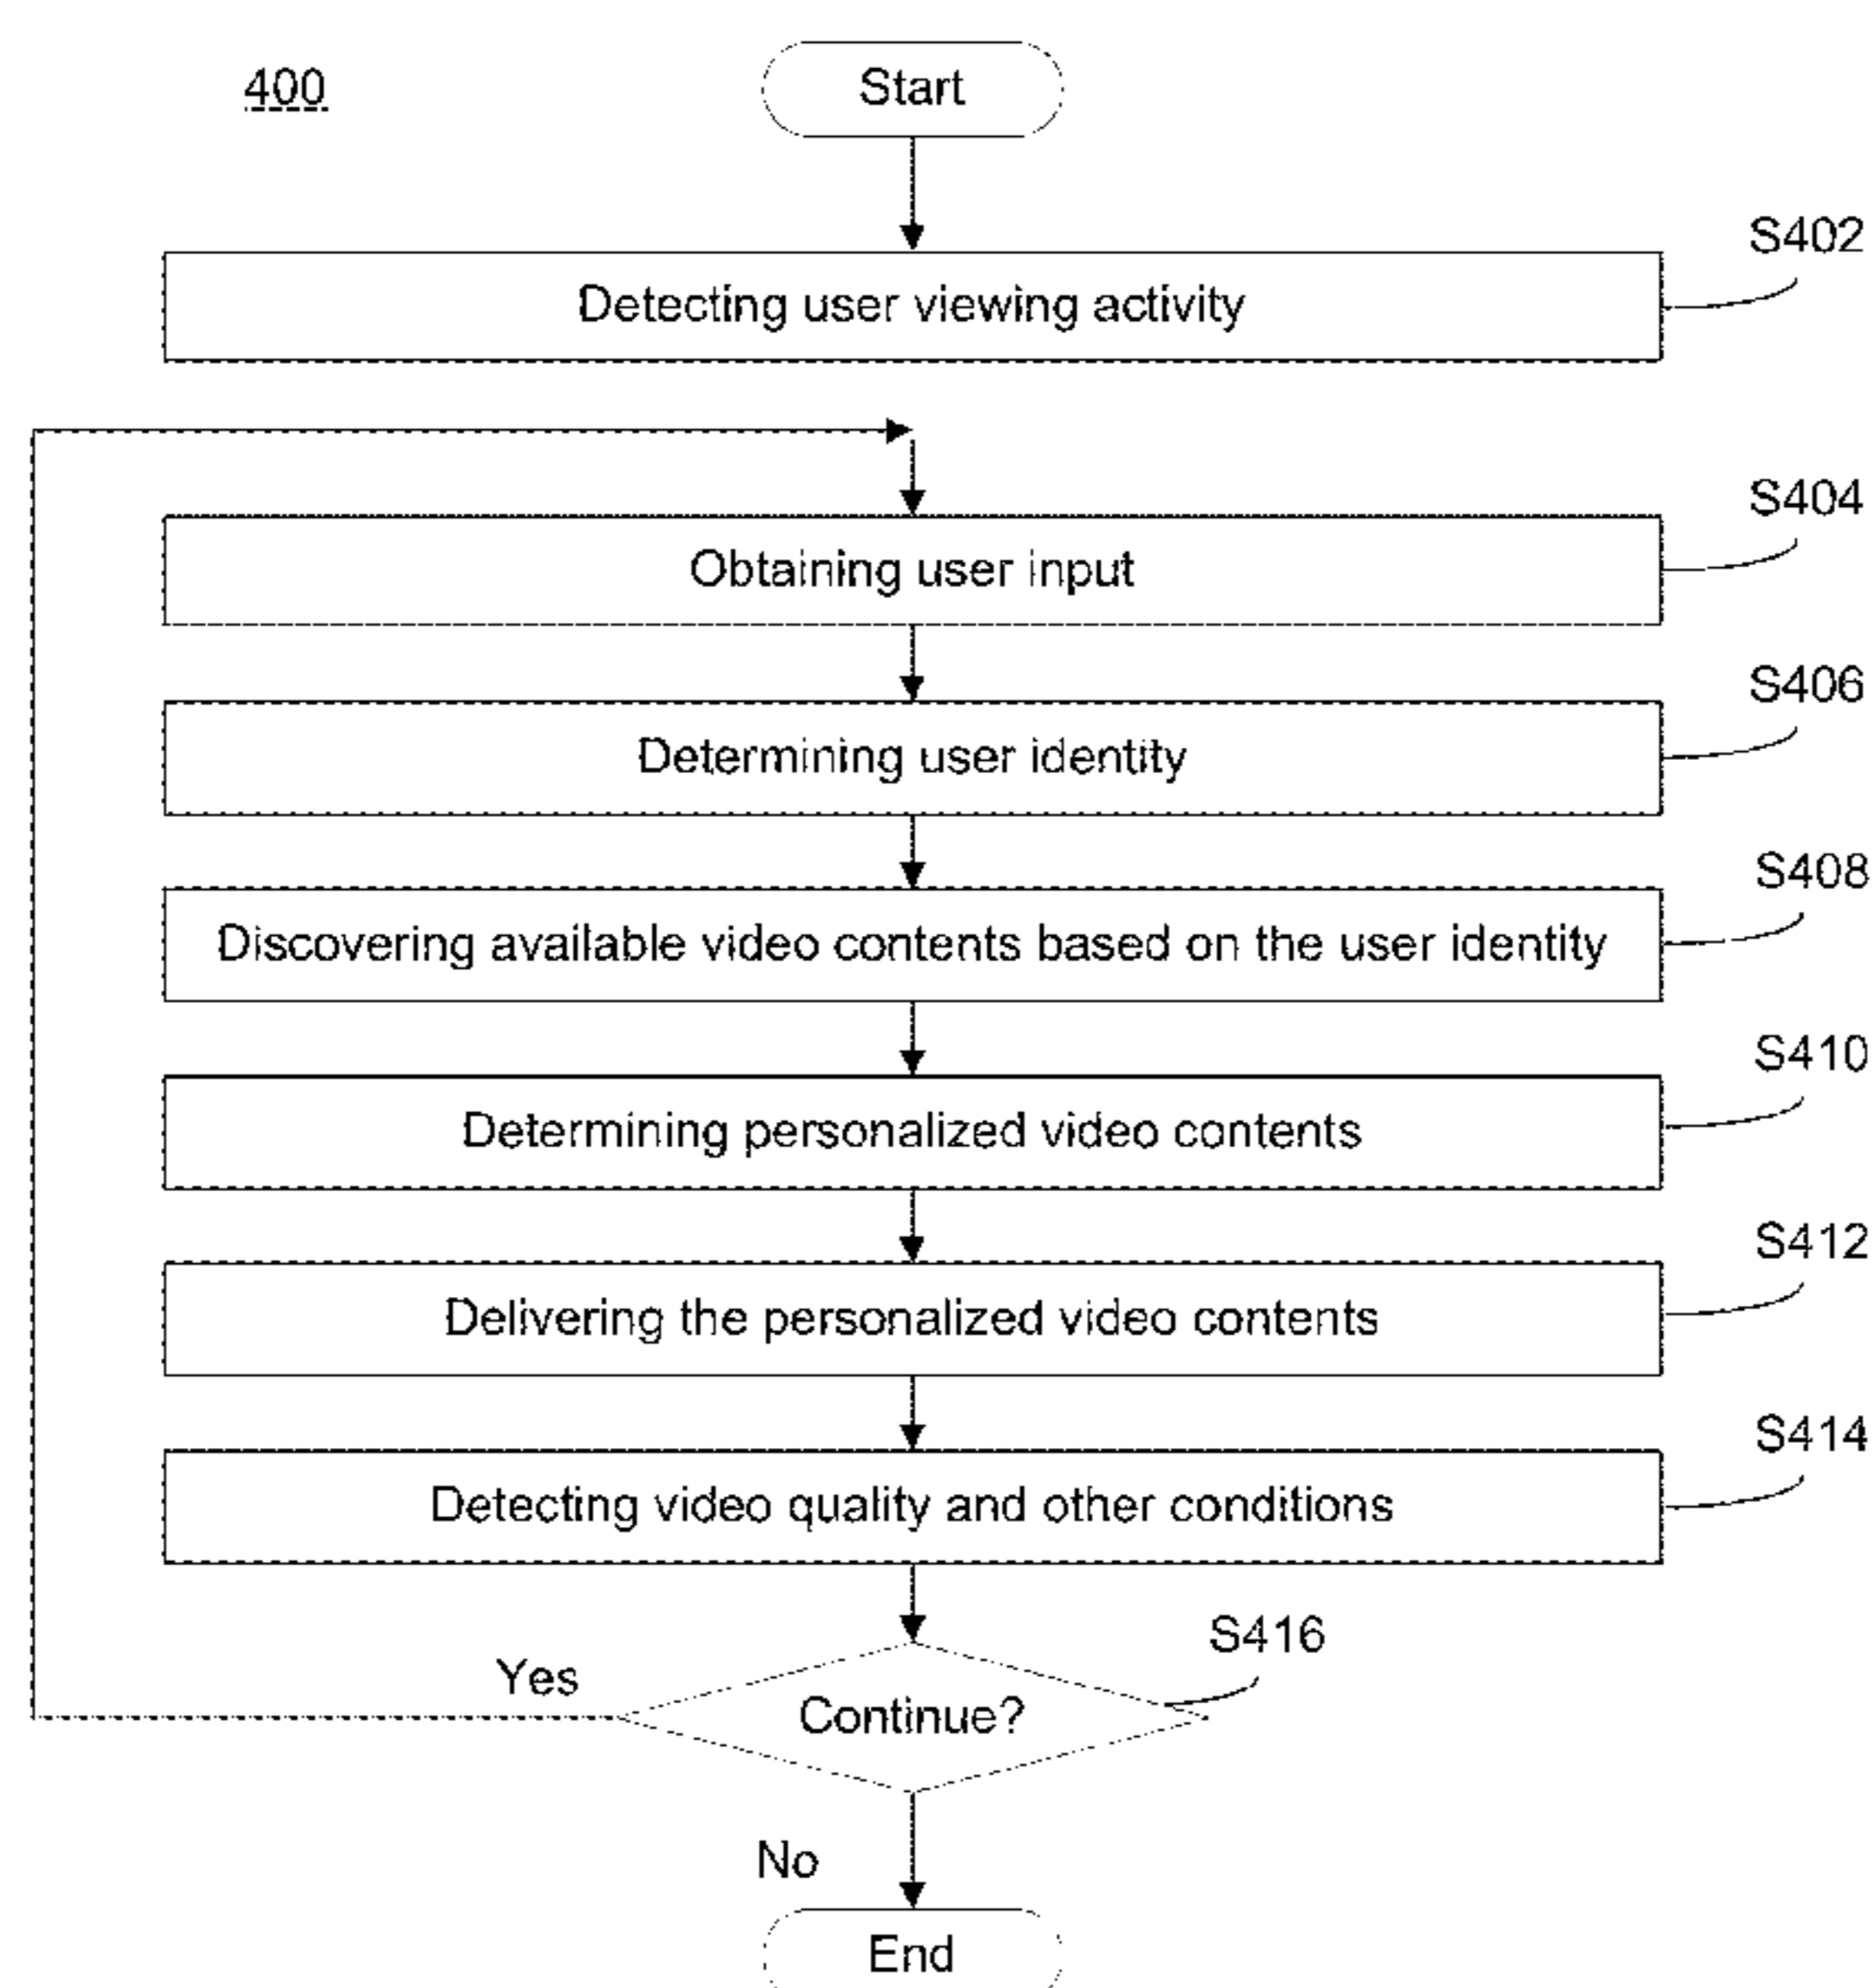 400
Start
S402
Detecting user viewing activity
S404
Obtaining user input
S406
Determining user identity
S408
Discovering available video contents based on the user identity
S410
Determining personalized video contents
S412
Delivering the personalized video contents
S414
Detecting video quality and other conditions
S416
Yes
Continue?
No
End